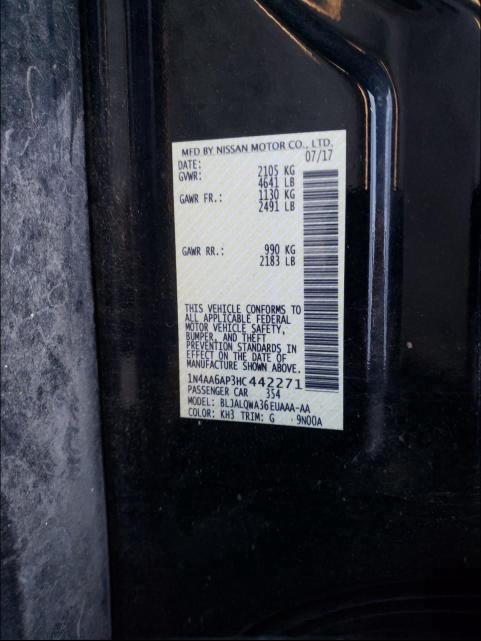 MFD BY NISSAN MOTOR CO., LTD.
DATE: 07/17
GVWR: 2105 KG
4641 LB
GAWR FR.: 1130 KG
2491 LB
GAWR RR.: 990 KG
2183 LB
THIS VEHICLE CONFORMS TO
ALL APPLICABLE FEDERAL
MOTOR VEHICLE SAFETY,
BUMPER, AND THEFT
PREVENTION STANDARDS IN
EFFECT ON THE DATE OF
MANUFACTURE SHOWN ABOVE.
1N4AA6AP3HC442271
PASSENGER CAR 354
MODEL: BLJALQWA36EUAAA-AA
COLOR: KH3 TRIM: G 9N00A